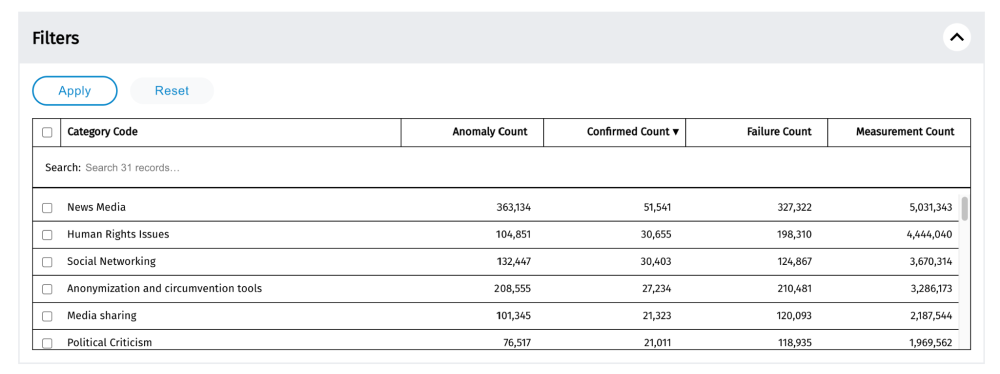 Filters
Apply Reset
Category Code Anomaly Count Confirmed Count ▼ Failure Count Measurement Count
Search: Search 31 records...
News Media 363,134 51,541 327,322 5,031,343
Human Rights Issues 104,851 30,655 198,310 4,444,040
Social Networking 132,447 30,403 124,867 3,670,314
Anonymization and circumvention tools 208,555 27,234 210,481 3,286,173
Media sharing 101,345 21,323 120,093 2,187,544
Political Criticism 76,517 21,011 118,935 1,969,562